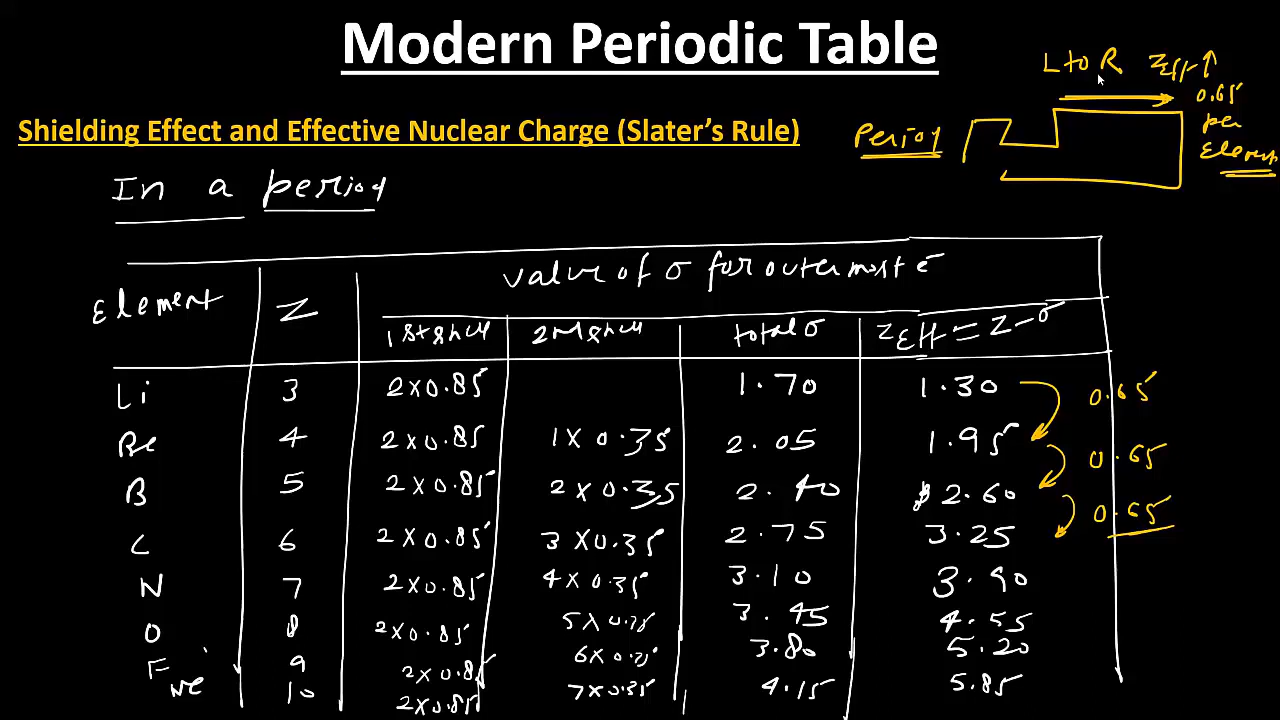 Modern Periodic Table
L to R ZEff ↑
0.65
per
Element
Period
Shielding Effect and Effective Nuclear Charge (Slater's Rule)
In a period
Element Z value of σ for outermost e-
1st shell 2nd shell total σ ZEff = Z - σ
Li 3 2 x 0.85 1.70 1.30
Be 4 2 x 0.85 1 x 0.35 2.05 1.95
B 5 2 x 0.85 2 x 0.35 2.40 2.60
C 6 2 x 0.85 3 x 0.35 2.75 3.25
N 7 2 x 0.85 4 x 0.35 3.10 3.90
O 8 2 x 0.85 5 x 0.35 3.45 4.55
F 9 2 x 0.85 6 x 0.35 3.80 5.20
Ne 10 2 x 0.85 7 x 0.35 4.15 5.85
0.65
0.65
0.65